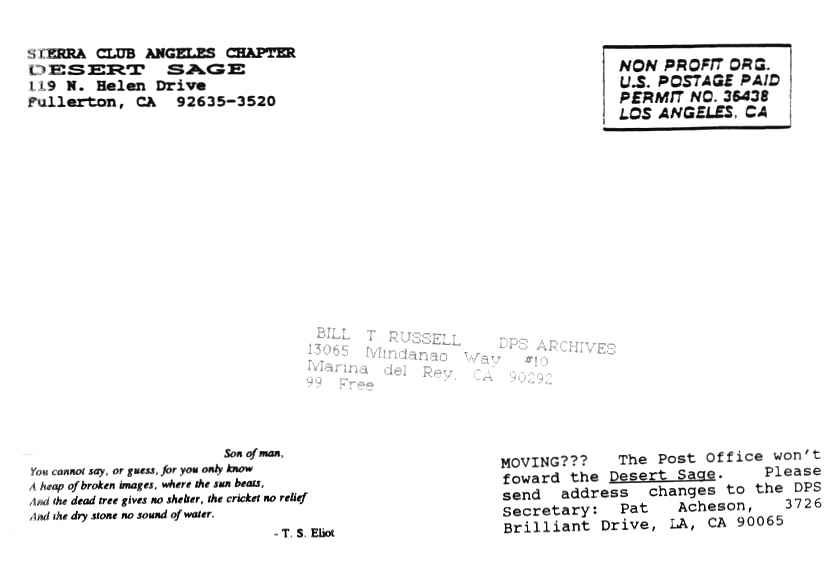 SIERRA CLUB ANGELES CHAPTER
DESERT SAGE
119 N. Helen Drive
Fullerton, CA 92635-3520
NON PROFIT ORG.
U.S. POSTAGE PAID
PERMIT NO. 36438
LOS ANGELES, CA
BILL T RUSSELL DPS ARCHIVES
13065 Mindanao Way #10
Marina del Rey, CA 90292
99 Free
Son of man,
You cannot say, or guess, for you only know
A heap of broken images, where the sun beats,
And the dead tree gives no shelter, the cricket no relief
And the dry stone no sound of water.
- T. S. Eliot
MOVING??? The Post Office won't
foward the Desert Sage. Please
send address changes to the DPS
Secretary: Pat Acheson, 3726
Brilliant Drive, LA, CA 90065